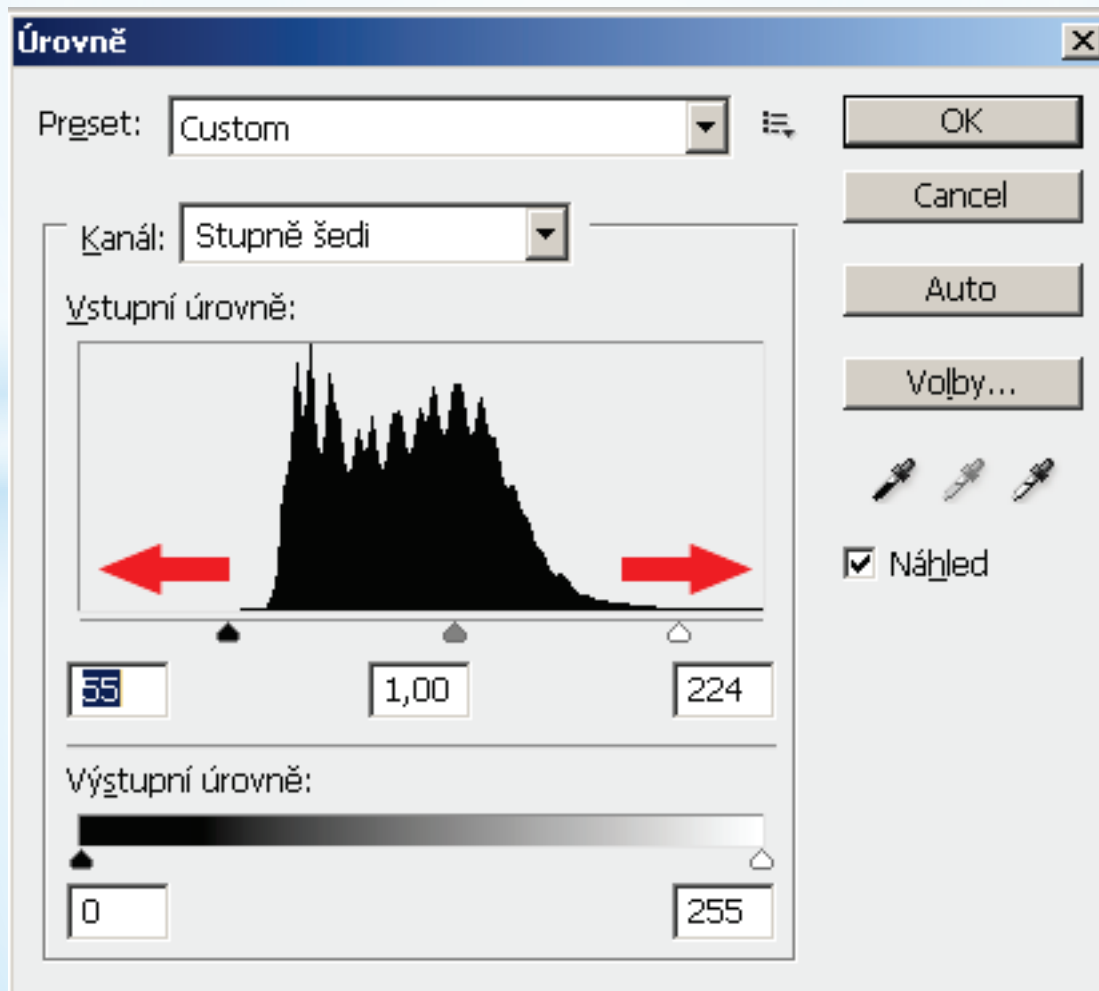 Úrovně
Preset: Custom
OK
Cancel
Kanál: Stupně šedi
Auto
Vstupní úrovně:
Volby...
Náhled
55 1,00 224
Výstupní úrovně:
0 255